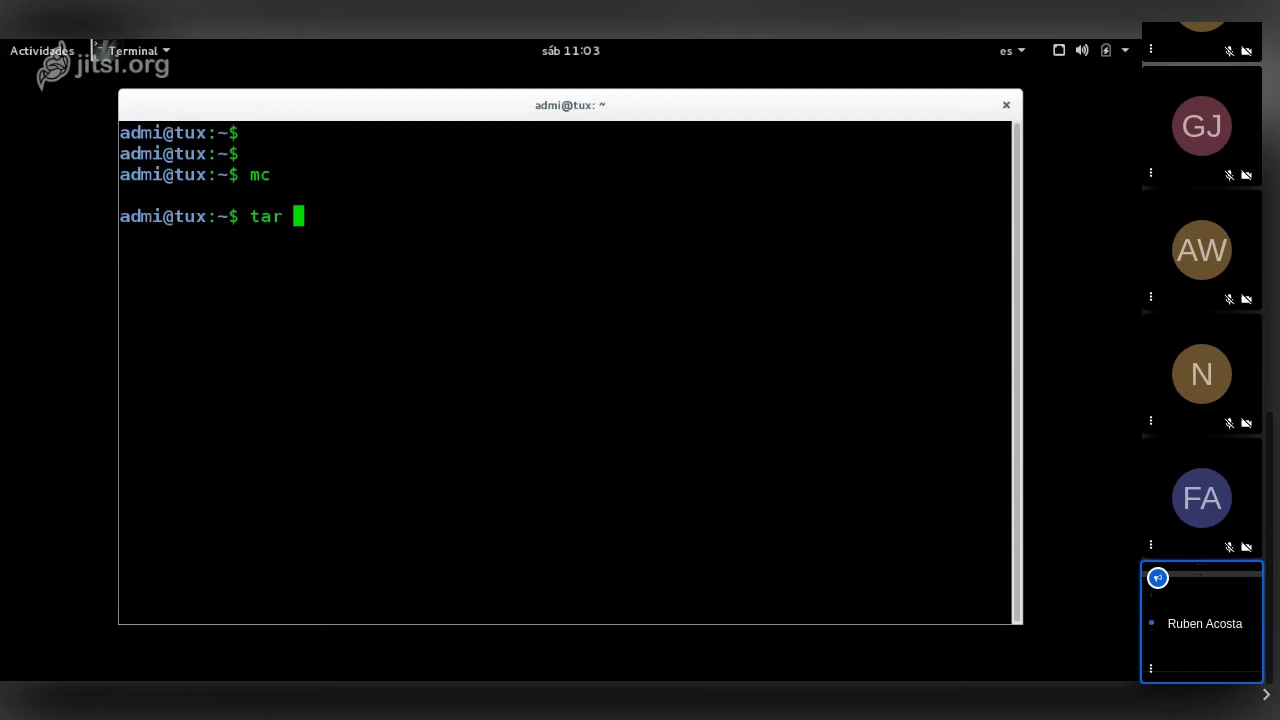 Actividades Terminal sáb 11:03 es
jitsi.org
admi@tux: ~
admi@tux:~$
admi@tux:~$
admi@tux:~$ mc
admi@tux:~$ tar
GJ
AW
N
FA
Ruben Acosta